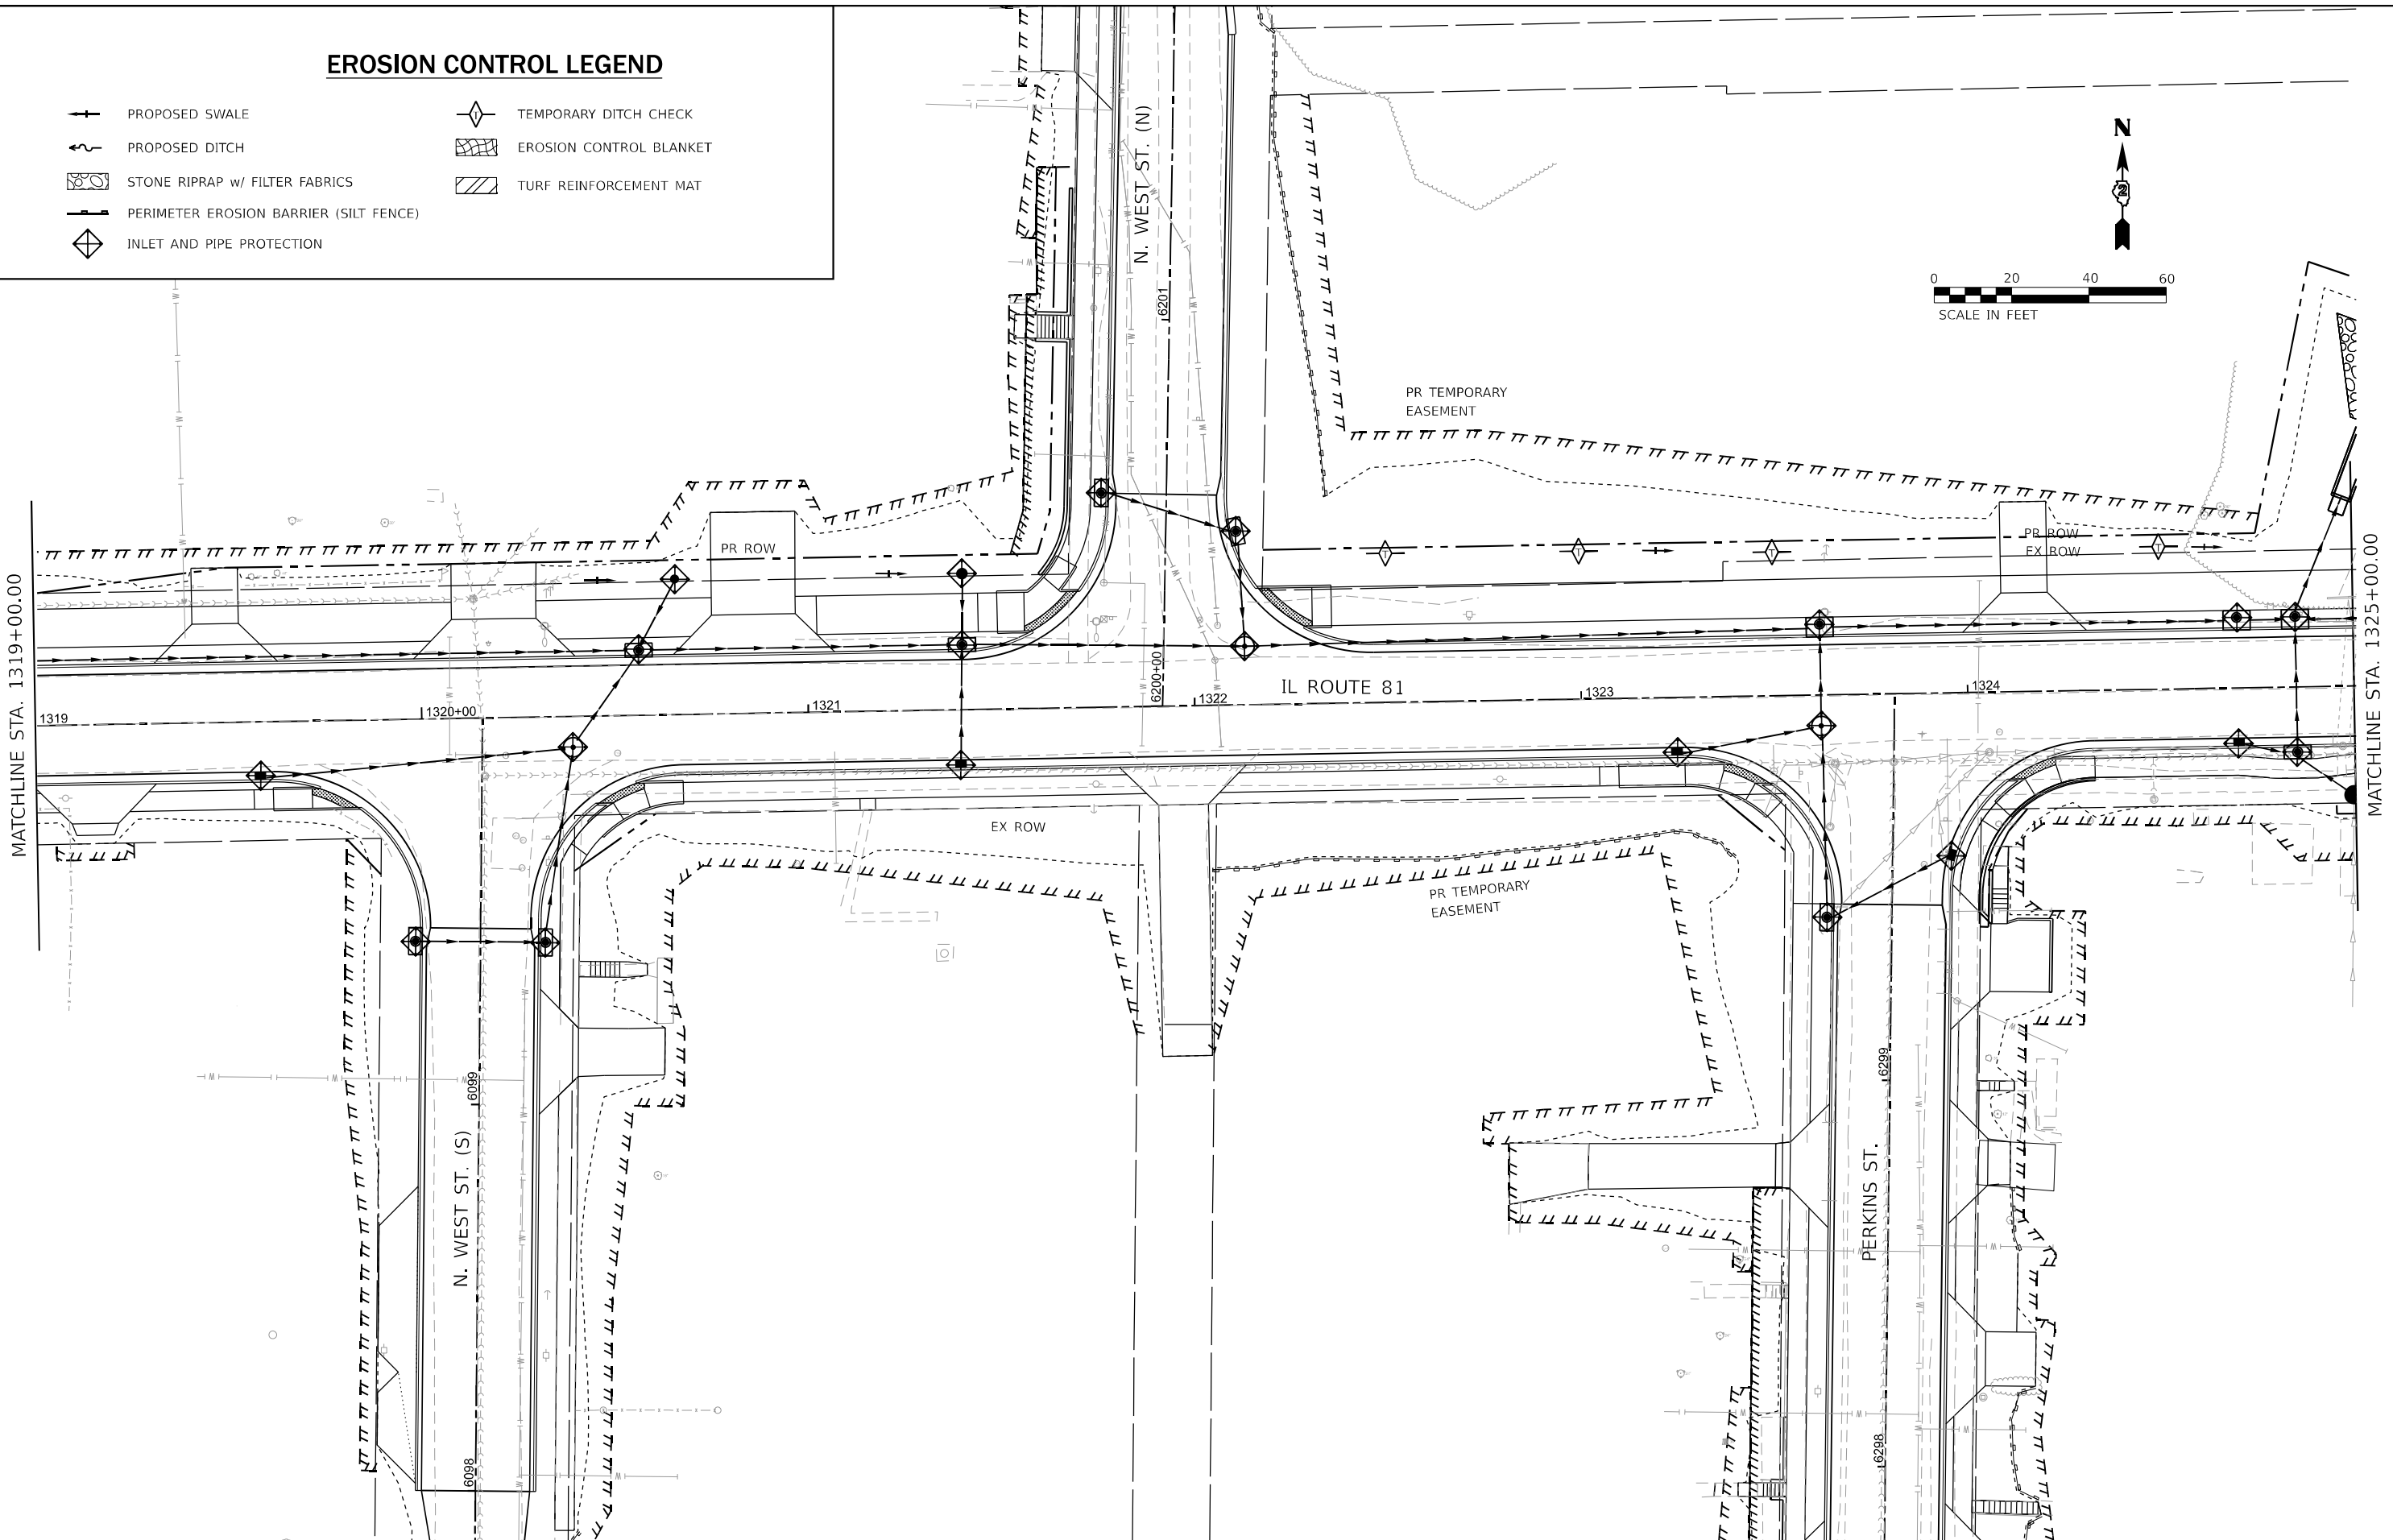 EROSION CONTROL LEGEND
PROPOSED SWALE
PROPOSED DITCH
STONE RIPRAP w/ FILTER FABRICS
PERIMETER EROSION BARRIER (SILT FENCE)
INLET AND PIPE PROTECTION
T TEMPORARY DITCH CHECK
EROSION CONTROL BLANKET
TURF REINFORCEMENT MAT
N
2
0 20 40 60
SCALE IN FEET
N. WEST ST. (N)
6201
6200+00
PR TEMPORARY
EASEMENT
PR ROW
PR ROW
EX ROW
T T T T
MATCHLINE STA. 1319+00.00
MATCHLINE STA. 1325+00.00
IL ROUTE 81
1319 1320+00 1321 1322 1323 1324
EX ROW
PR TEMPORARY
EASEMENT
N. WEST ST. (S)
6099
6098
PERKINS ST.
6299
6298